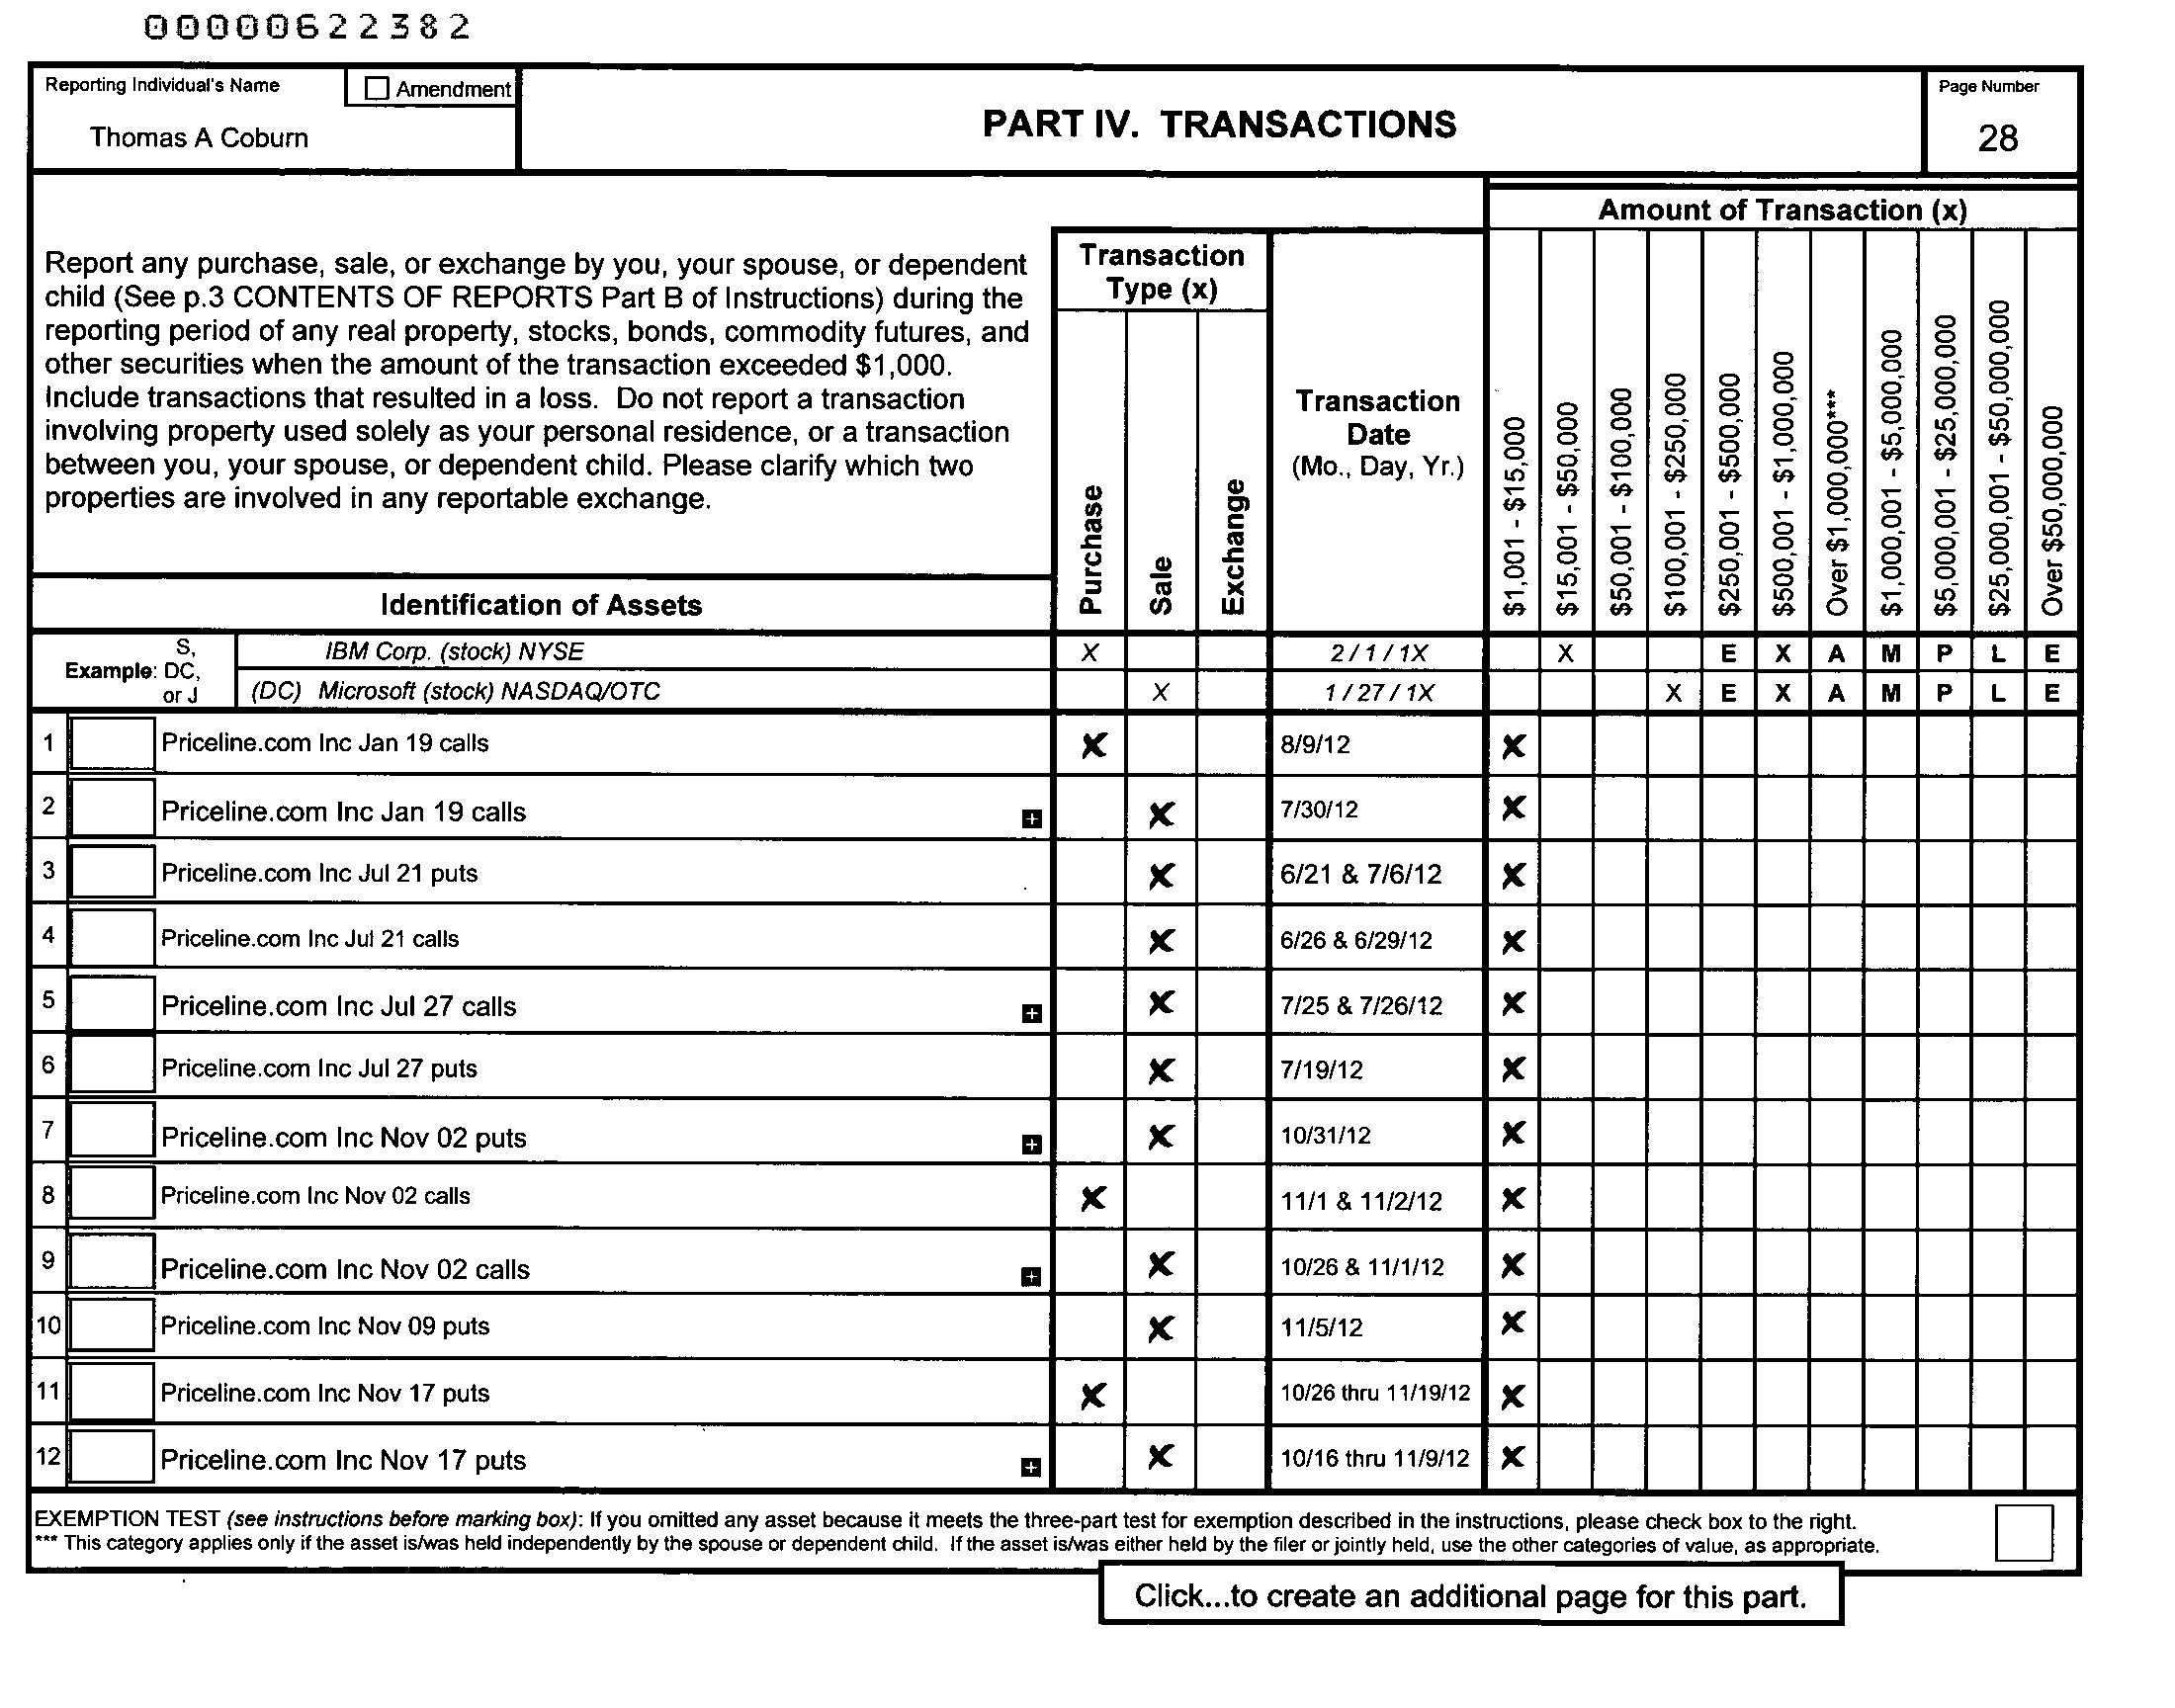 00000622382
Reporting Individual's Name
Amendment
Thomas A Coburn
PART IV. TRANSACTIONS
Page Number
28
Report any purchase, sale, or exchange by you, your spouse, or dependent
child (See p.3 CONTENTS OF REPORTS Part B of Instructions) during the
reporting period of any real property, stocks, bonds, commodity futures, and
other securities when the amount of the transaction exceeded $1,000.
Include transactions that resulted in a loss. Do not report a transaction
involving property used solely as your personal residence, or a transaction
between you, your spouse, or dependent child. Please clarify which two
properties are involved in any reportable exchange.
Identification of Assets
Transaction
Type (x)
Purchase
Sale
Exchange
Transaction
Date
(Mo., Day, Yr.)
Amount of Transaction (x)
$1,001 - $15,000
$15,001 - $50,000
$50,001 - $100,000
$100,001 - $250,000
$250,001 - $500,000
$500,001 - $1,000,000
Over $1,000,000***
$1,000,001 - $5,000,000
$5,000,001 - $25,000,000
$25,000,001 - $50,000,000
Over $50,000,000
Example: S, DC, or J
IBM Corp. (stock) NYSE X 2 / 1 / 1X X E X A M P L E
(DC) Microsoft (stock) NASDAQ/OTC X 1 / 27 / 1X X E X A M P L E
1 Priceline.com Inc Jan 19 calls X 8/9/12 X
2 Priceline.com Inc Jan 19 calls + X 7/30/12 X
3 Priceline.com Inc Jul 21 puts X 6/21 & 7/6/12 X
4 Priceline.com Inc Jul 21 calls X 6/26 & 6/29/12 X
5 Priceline.com Inc Jul 27 calls + X 7/25 & 7/26/12 X
6 Priceline.com Inc Jul 27 puts X 7/19/12 X
7 Priceline.com Inc Nov 02 puts + X 10/31/12 X
8 Priceline.com Inc Nov 02 calls X 11/1 & 11/2/12 X
9 Priceline.com Inc Nov 02 calls + X 10/26 & 11/1/12 X
10 Priceline.com Inc Nov 09 puts X 11/5/12 X
11 Priceline.com Inc Nov 17 puts X 10/26 thru 11/19/12 X
12 Priceline.com Inc Nov 17 puts + X 10/16 thru 11/9/12 X
EXEMPTION TEST (see instructions before marking box): If you omitted any asset because it meets the three-part test for exemption described in the instructions, please check box to the right.
*** This category applies only if the asset is/was held independently by the spouse or dependent child. If the asset is/was either held by the filer or jointly held, use the other categories of value, as appropriate.
Click...to create an additional page for this part.